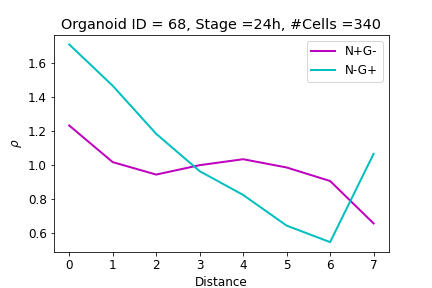 Organoid ID = 68, Stage =24h, #Cells =340
N+G-
N-G+
1.6
1.4
1.2
1.0
0.8
0.6
ρ
0 1 2 3 4 5 6 7
Distance